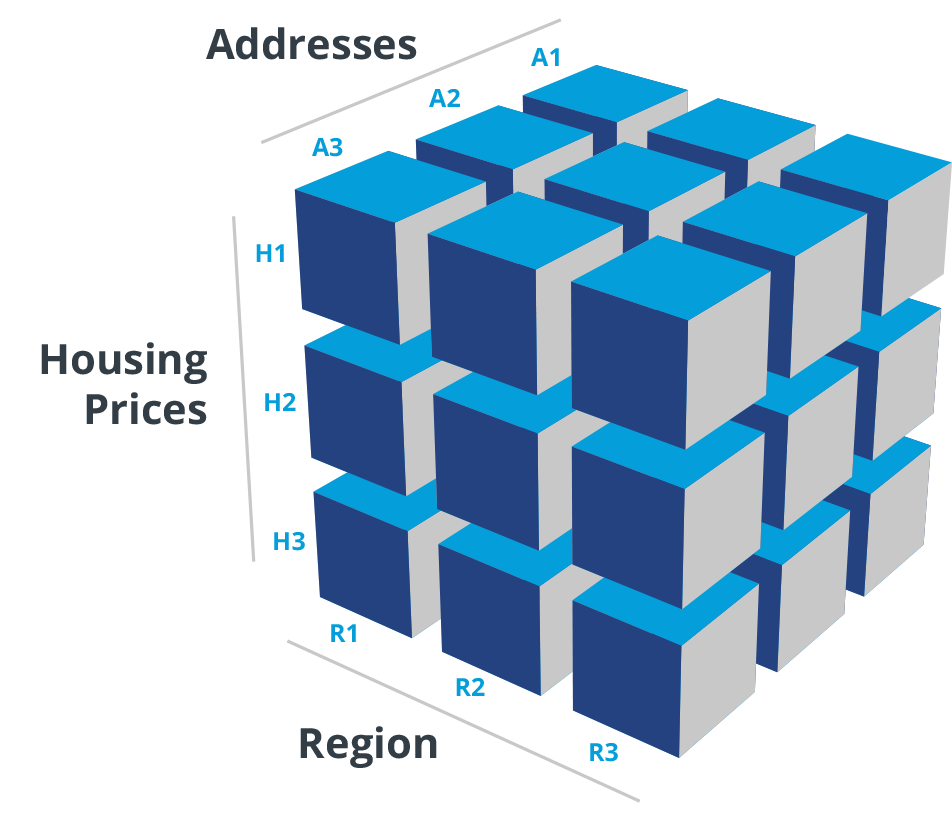 Addresses
A1
A2
A3
H1
Housing
Prices
H2
H3
R1
R2
Region
R3